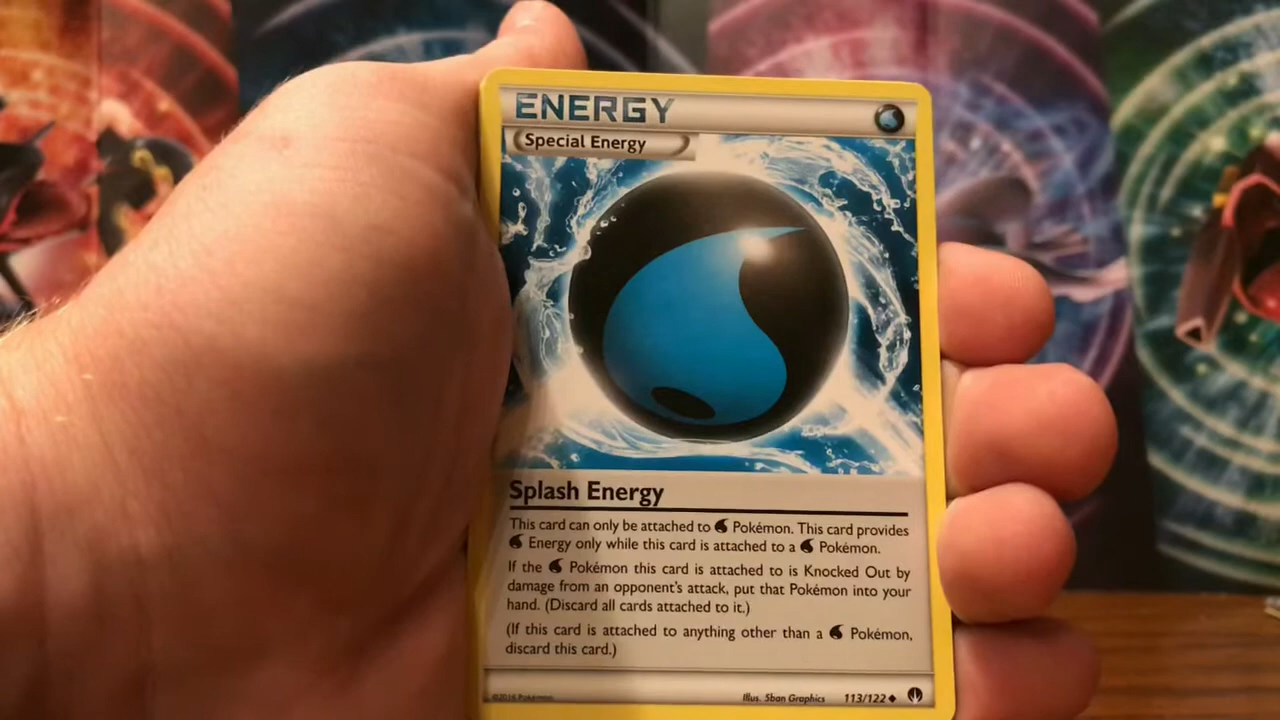 ENERGY
Special Energy
Splash Energy
This card can only be attached to Pokémon. This card provides
Energy only while this card is attached to a Pokémon.
If the Pokémon this card is attached to is Knocked Out by
damage from an opponent's attack, put that Pokémon into your
hand. (Discard all cards attached to it.)
(If this card is attached to anything other than a Pokémon,
discard this card.)
©2016 Pokémon
Illus. 5ban Graphics 113/122